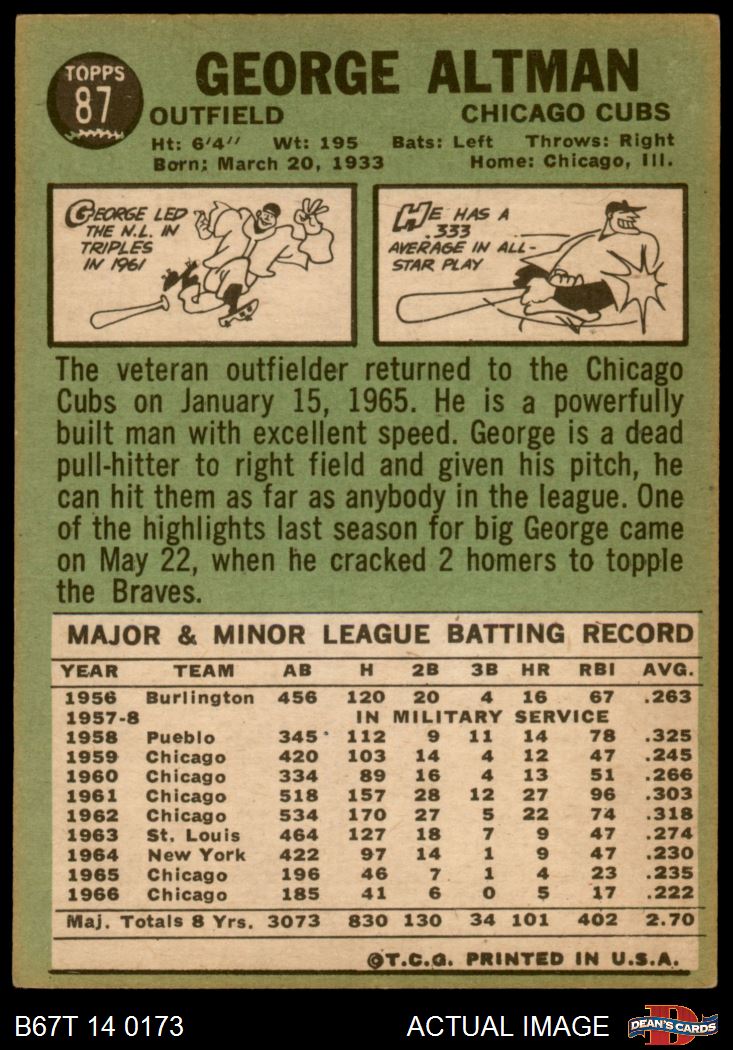 TOPPS
87
GEORGE ALTMAN
OUTFIELD CHICAGO CUBS
Ht: 6'4" Wt: 195 Bats: Left Throws: Right
Born: March 20, 1933 Home: Chicago, Ill.
GEORGE LED
THE N.L. IN
TRIPLES
IN 1961
HE HAS A
.333
AVERAGE IN ALL-
STAR PLAY
The veteran outfielder returned to the Chicago
Cubs on January 15, 1965. He is a powerfully
built man with excellent speed. George is a dead
pull-hitter to right field and given his pitch, he
can hit them as far as anybody in the league. One
of the highlights last season for big George came
on May 22, when he cracked 2 homers to topple
the Braves.
MAJOR & MINOR LEAGUE BATTING RECORD
YEAR TEAM AB H 2B 3B HR RBI AVG.
1956 Burlington 456 120 20 4 16 67 .263
1957-8 IN MILITARY SERVICE
1958 Pueblo 345 112 9 11 14 78 .325
1959 Chicago 420 103 14 4 12 47 .245
1960 Chicago 334 89 16 4 13 51 .266
1961 Chicago 518 157 28 12 27 96 .303
1962 Chicago 534 170 27 5 22 74 .318
1963 St. Louis 464 127 18 7 9 47 .274
1964 New York 422 97 14 1 9 47 .230
1965 Chicago 196 46 7 1 4 23 .235
1966 Chicago 185 41 6 0 5 17 .222
Maj. Totals 8 Yrs. 3073 830 130 34 101 402 2.70
©T.C.G. PRINTED IN U.S.A.
B67T 14 0173 ACTUAL IMAGE D DEAN'S CARDS